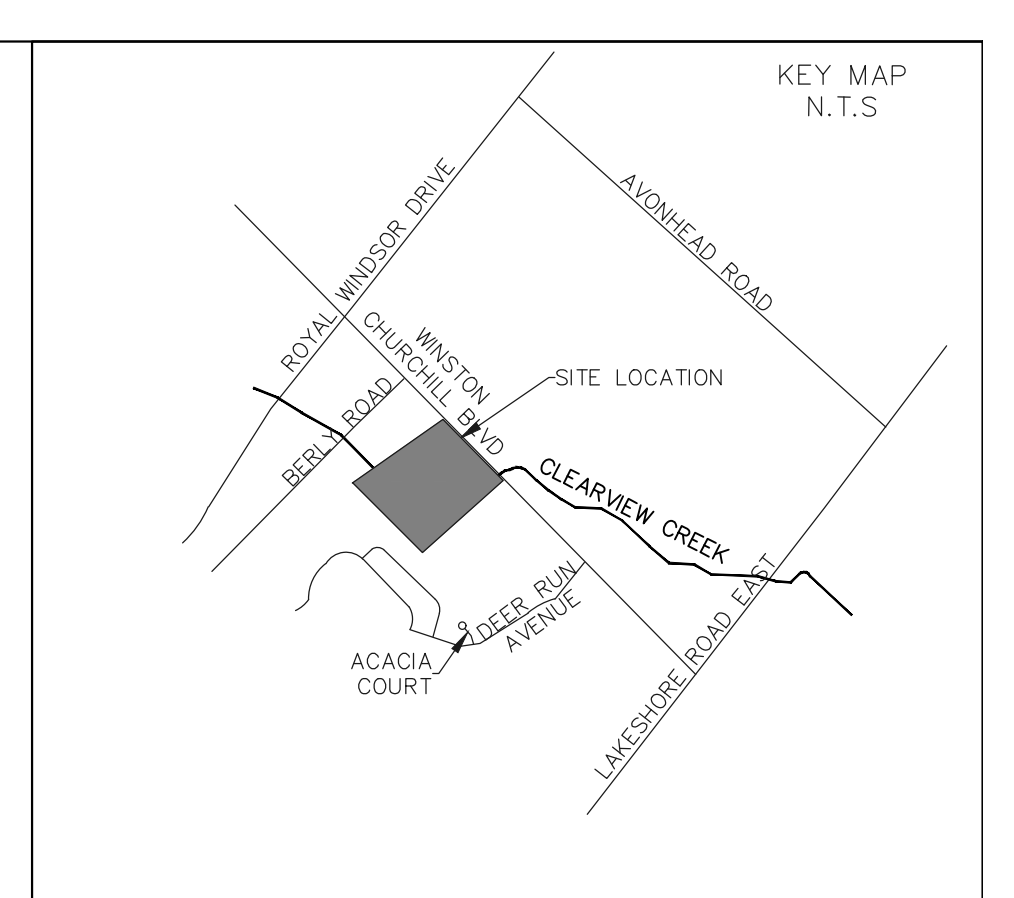 KEY MAP
N.T.S
AVONHEAD ROAD
ROYAL WINDSOR DRIVE
WINSTON
CHURCHILL BLVD
SITE LOCATION
BERLY ROAD
CLEARVIEW CREEK
DEER RUN
AVENUE
ACACIA
COURT
LAKESHORE ROAD EAST